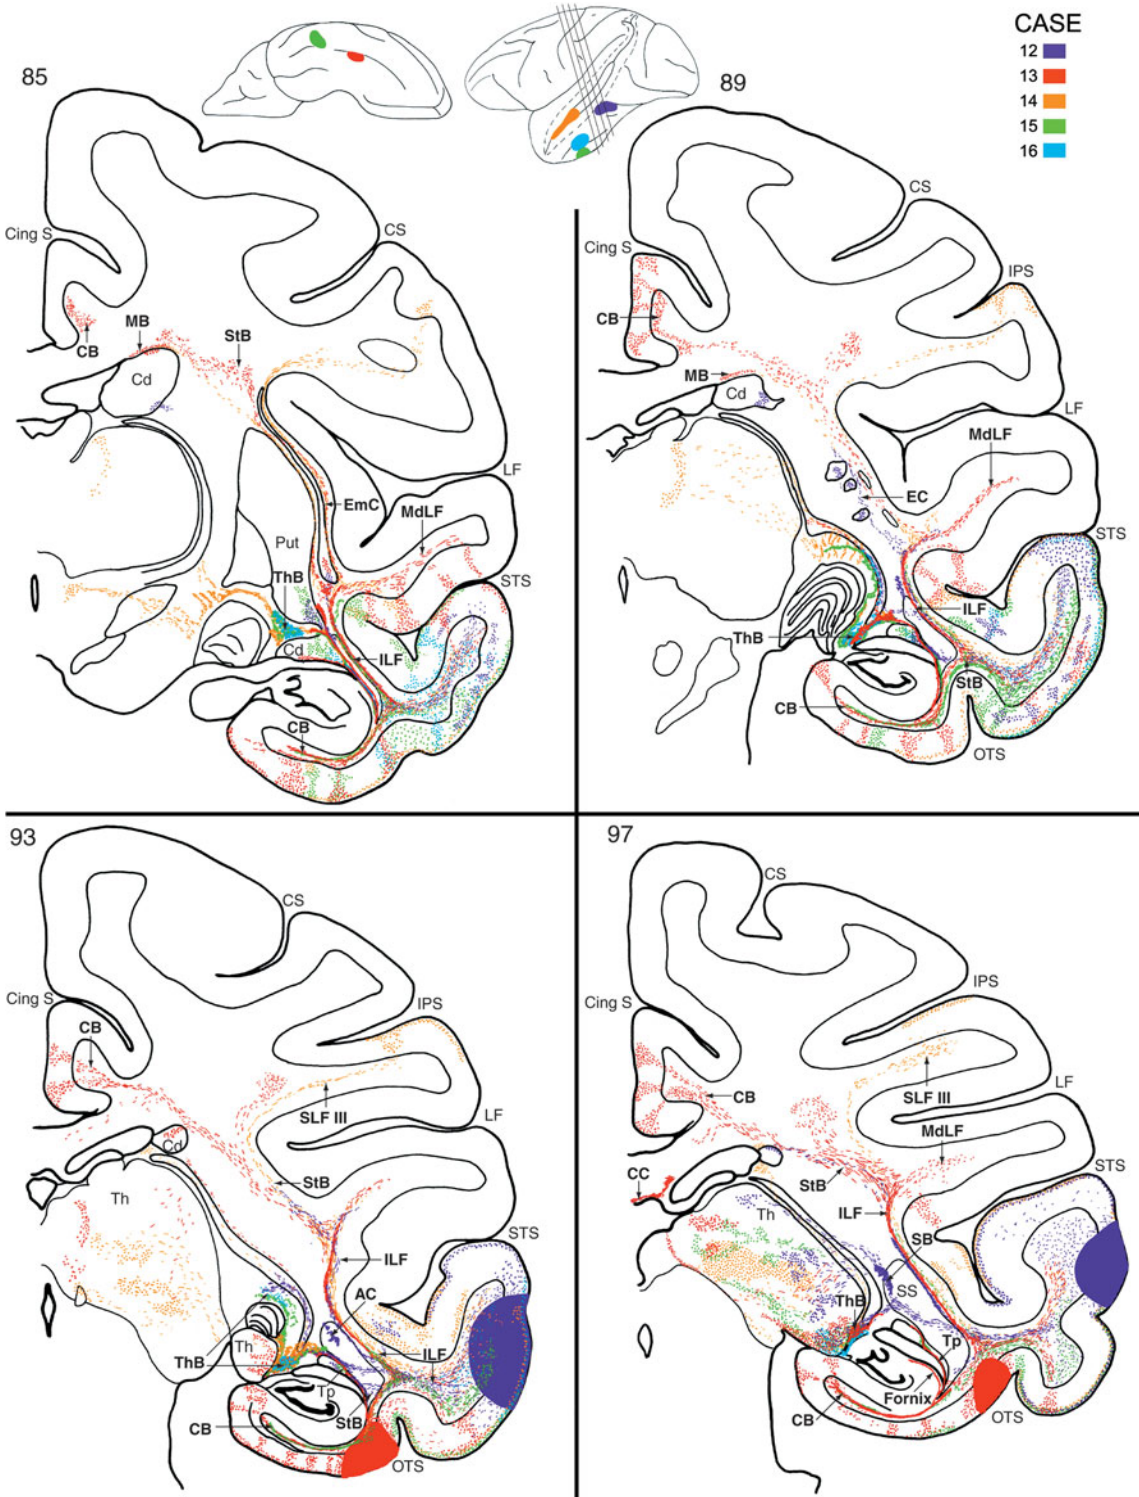 CASE
12
13
14
15
16
85
Cing S
CS
CB
MB
StB
Cd
LF
EmC
MdLF
Put
ThB
STS
Cd
ILF
CB
89
CS
Cing S
IPS
CB
MB
Cd
LF
MdLF
EC
STS
ILF
ThB
StB
CB
OTS
93
CS
Cing S
IPS
CB
SLF III
LF
Cd
Th
StB
STS
ILF
AC
Th
ThB
ILF
Tp
StB
CB
OTS
97
CS
Cing S
IPS
CB
SLF III
LF
MdLF
CC
StB
STS
Th
ILF
SB
SS
ThB
Tp
Fornix
CB
OTS